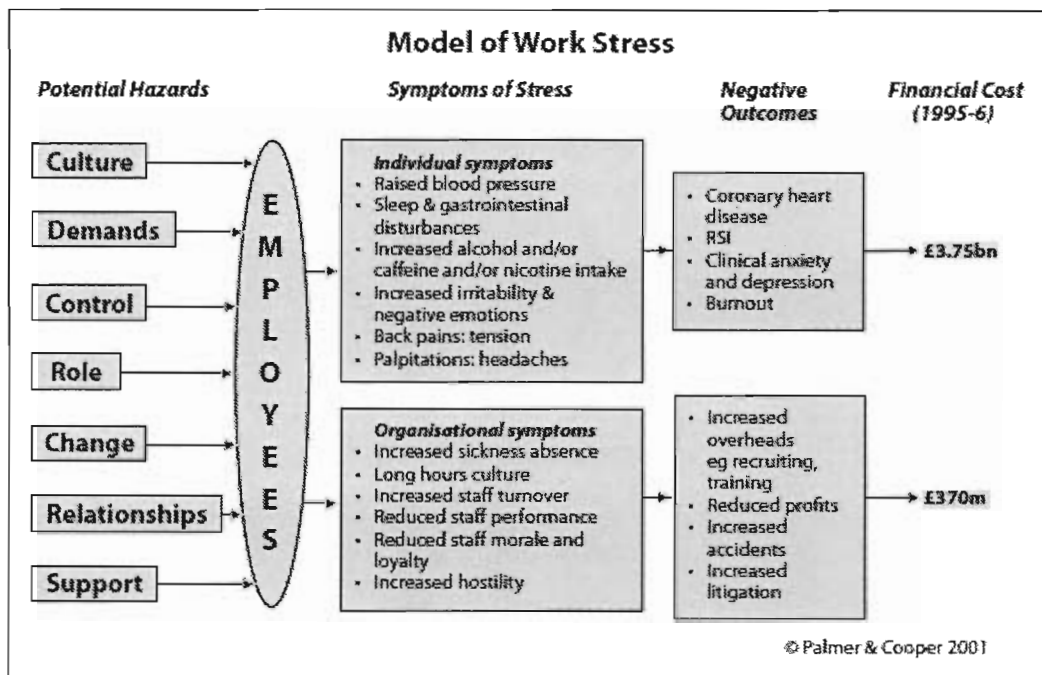 Model of Work Stress
Potential Hazards
Symptoms of Stress
Negative
Outcomes
Financial Cost
(1995-6)
Culture
Demands
Control
Role
Change
Relationships
Support
E
M
P
L
O
Y
E
E
S
Individual symptoms
• Raised blood pressure
• Sleep & gastrointestinal
disturbances
• Increased alcohol and/or
caffeine and/or nicotine intake
• Increased irritability &
negative emotions
• Back pains: tension
• Palpitations: headaches
• Coronary heart
disease
• RSI
• Clinical anxiety
and depression
• Burnout
£3.75bn
Organisational symptoms
• Increased sickness absence
• Long hours culture
• Increased staff turnover
• Reduced staff performance
• Reduced staff morale and
loyalty
• Increased hostility
• Increased
overheads
eg recruiting,
training
• Reduced profits
• Increased
accidents
• Increased
litigation
£370m
© Palmer & Cooper 2001